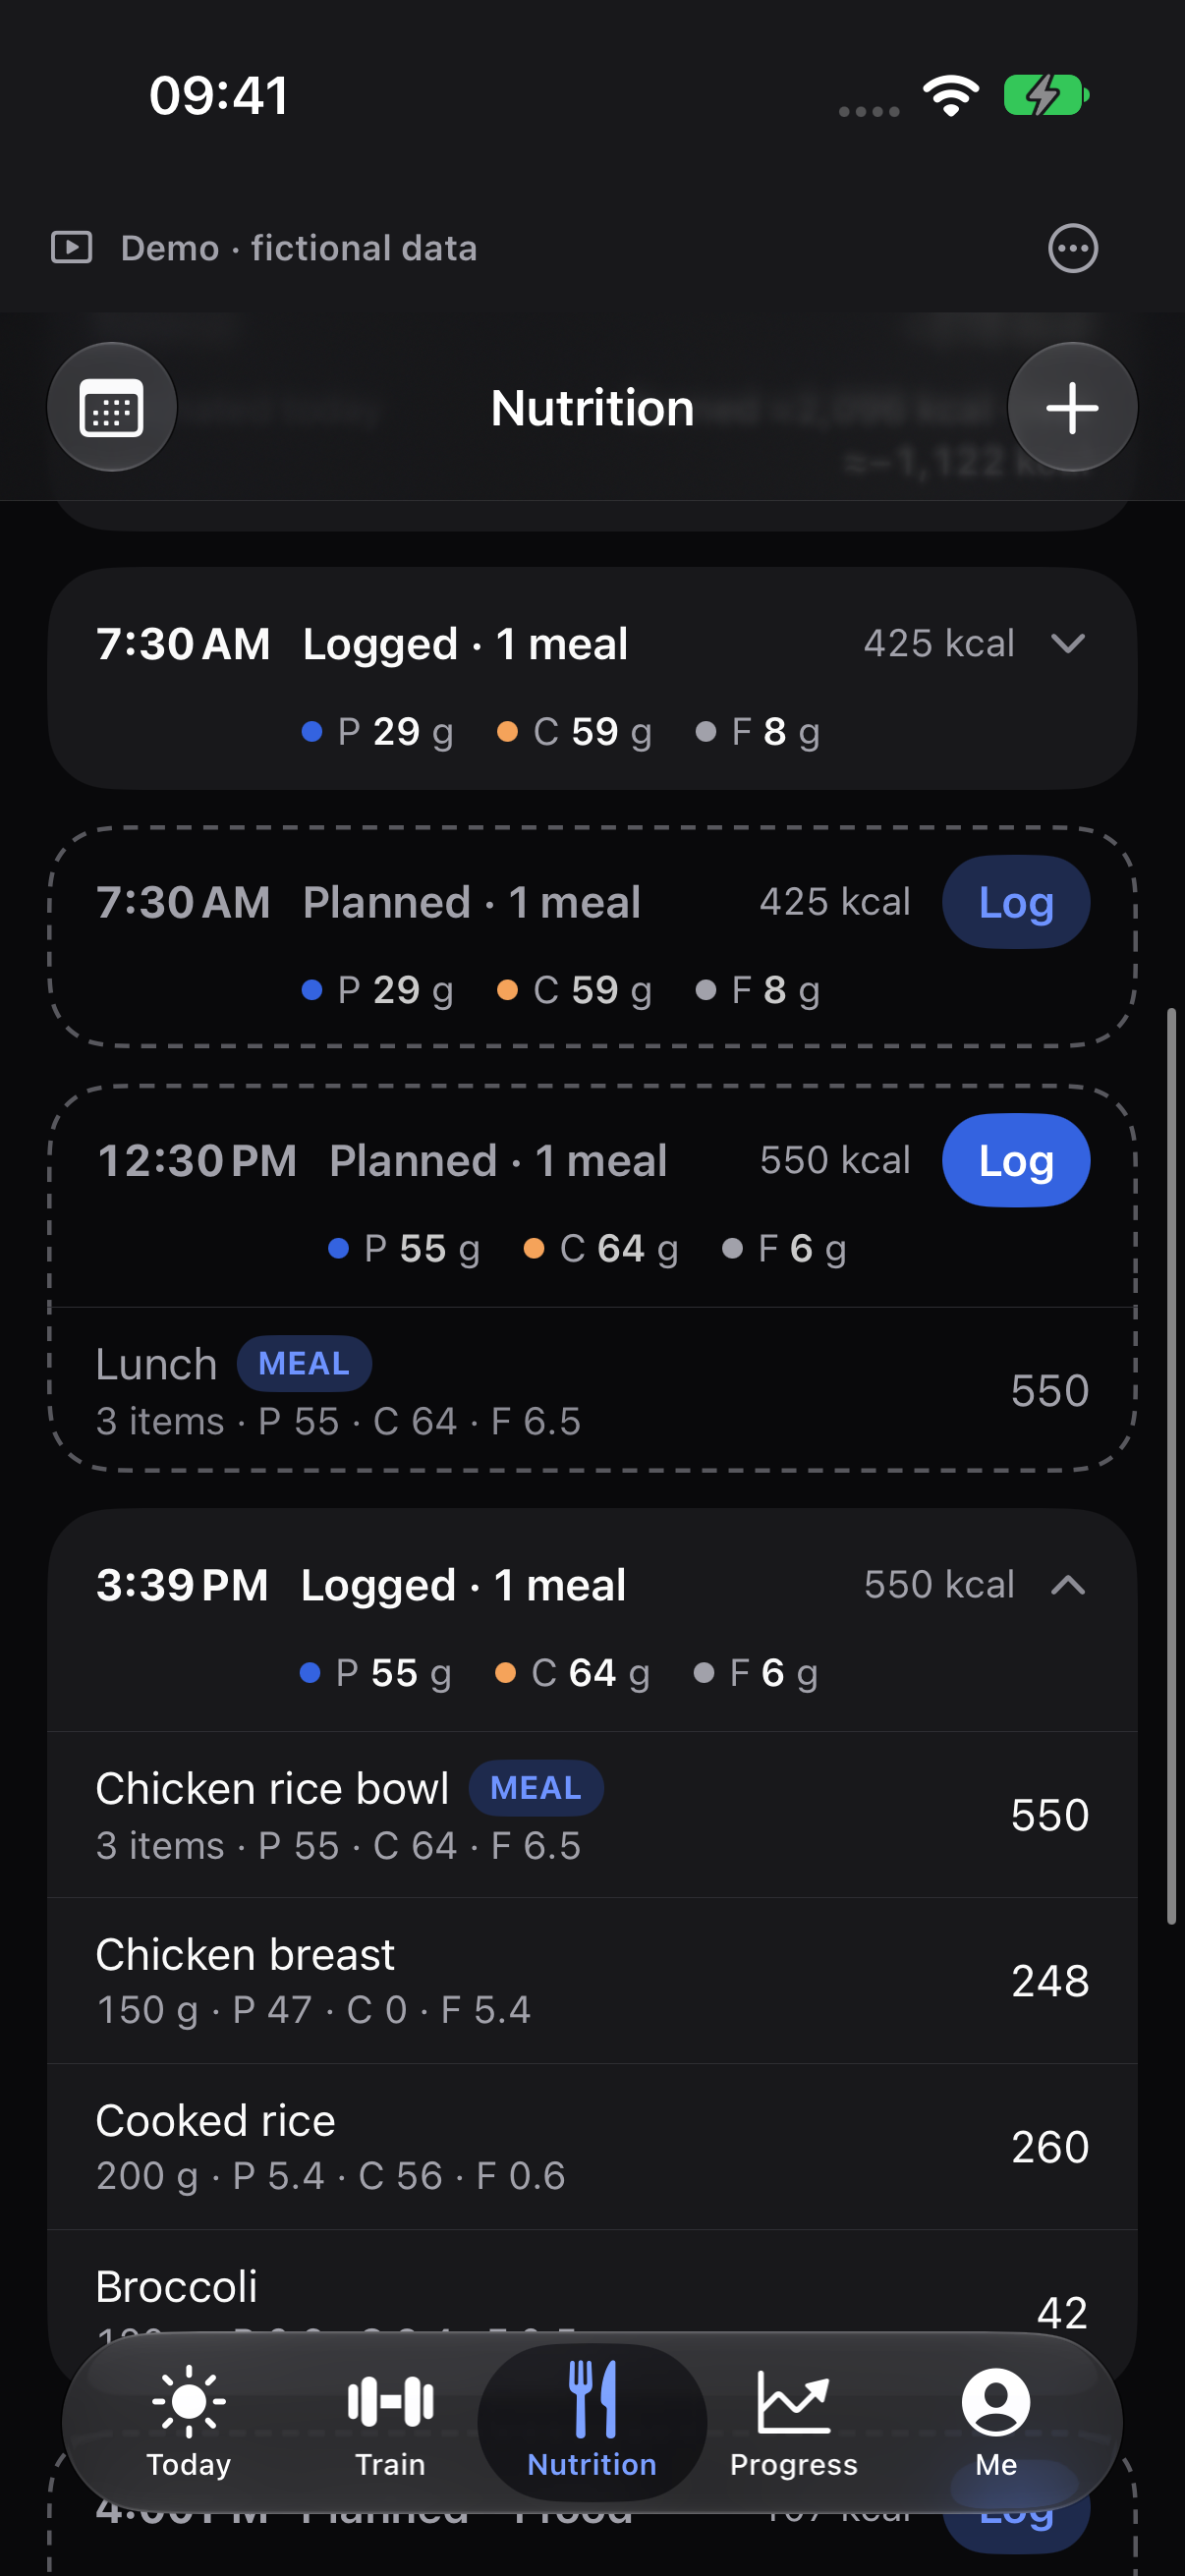 09:41
Demo · fictional data
Nutrition
≈−1,122 kcal
7:30 AM Logged · 1 meal 425 kcal
P 29 g C 59 g F 8 g
7:30 AM Planned · 1 meal 425 kcal Log
P 29 g C 59 g F 8 g
12:30 PM Planned · 1 meal 550 kcal Log
P 55 g C 64 g F 6 g
Lunch MEAL 550
3 items · P 55 · C 64 · F 6.5
3:39 PM Logged · 1 meal 550 kcal
P 55 g C 64 g F 6 g
Chicken rice bowl MEAL 550
3 items · P 55 · C 64 · F 6.5
Chicken breast 248
150 g · P 47 · C 0 · F 5.4
Cooked rice 260
200 g · P 5.4 · C 56 · F 0.6
Broccoli 42
Today Train Nutrition Progress Me
Planned Log